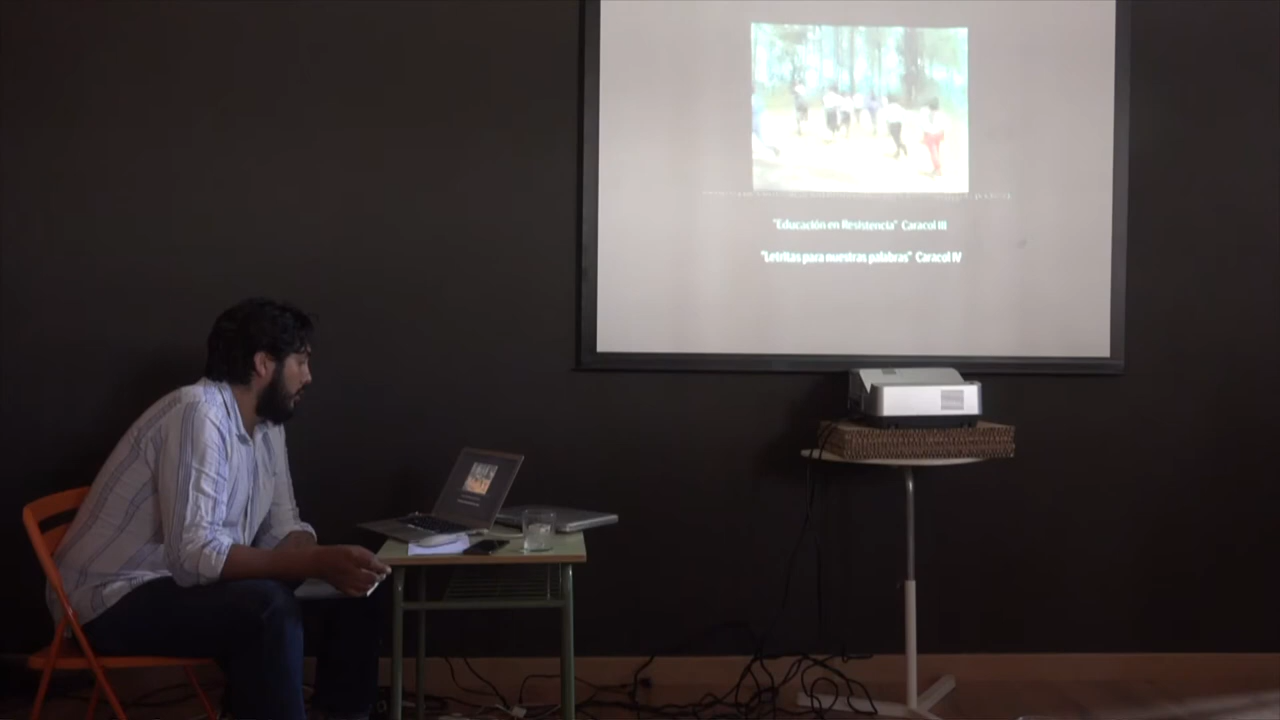 "Educación en Resistencia" Caracol III
"Letritas para nuestras palabras" Caracol IV